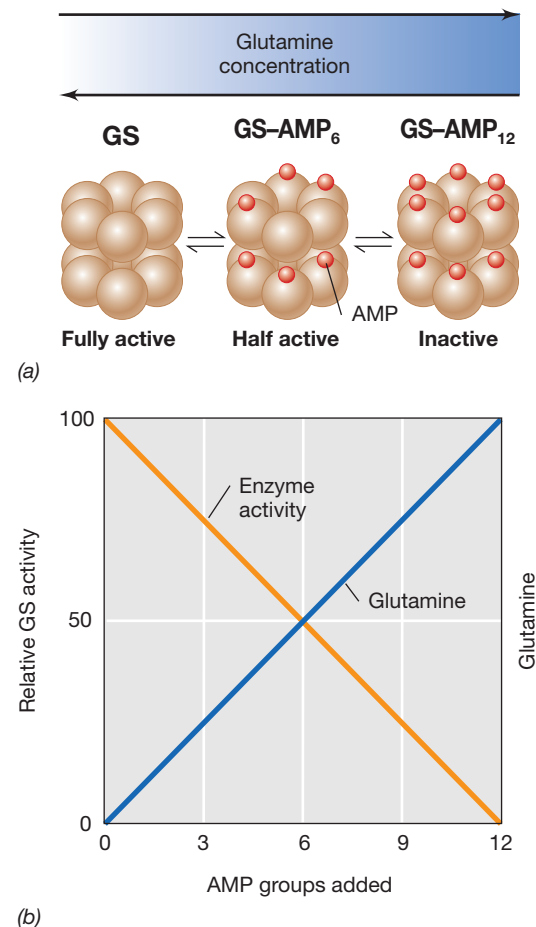 Glutamine
concentration
GS
GS–AMP₆
GS–AMP₁₂
AMP
Fully active
Half active
Inactive
(a)
100
50
0
Relative GS activity
Enzyme
activity
Glutamine
Glutamine
0
3
6
9
12
AMP groups added
(b)